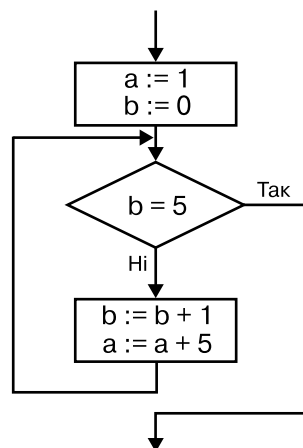 a := 1
b := 0
b = 5
Так
Ні
b := b + 1
a := a + 5